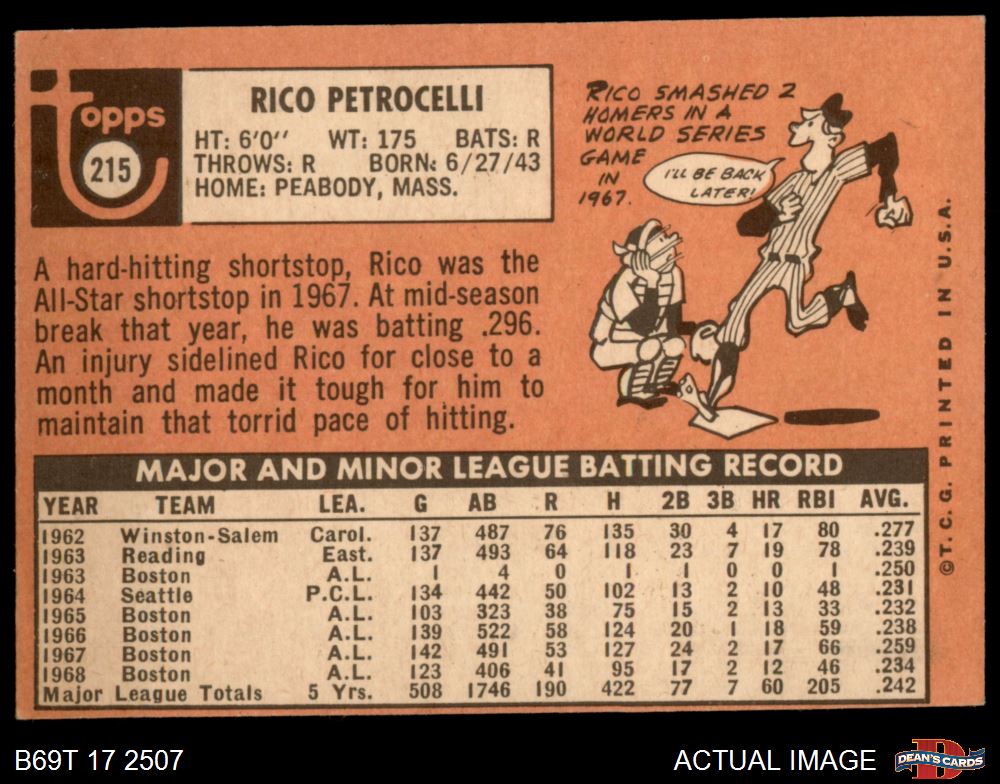 Topps
215
RICO PETROCELLI
HT: 6'0" WT: 175 BATS: R
THROWS: R BORN: 6/27/43
HOME: PEABODY, MASS.
RICO SMASHED 2
HOMERS IN A
WORLD SERIES
GAME
IN
1967.
I'LL BE BACK
LATER!
A hard-hitting shortstop, Rico was the
All-Star shortstop in 1967. At mid-season
break that year, he was batting .296.
An injury sidelined Rico for close to a
month and made it tough for him to
maintain that torrid pace of hitting.
MAJOR AND MINOR LEAGUE BATTING RECORD
YEAR TEAM LEA. G AB R H 2B 3B HR RBI AVG.
1962 Winston-Salem Carol. 137 487 76 135 30 4 17 80 .277
1963 Reading East. 137 493 64 118 23 7 19 78 .239
1963 Boston A.L. 1 4 0 1 1 0 0 1 .250
1964 Seattle P.C.L. 134 442 50 102 13 2 10 48 .231
1965 Boston A.L. 103 323 38 75 15 2 13 33 .232
1966 Boston A.L. 139 522 58 124 20 1 18 59 .238
1967 Boston A.L. 142 491 53 127 24 2 17 66 .259
1968 Boston A.L. 123 406 41 95 17 2 12 46 .234
Major League Totals 5 Yrs. 508 1746 190 422 77 7 60 205 .242
©T. C. G. PRINTED IN U.S.A.
B69T 17 2507
ACTUAL IMAGE
DEAN'S CARDS